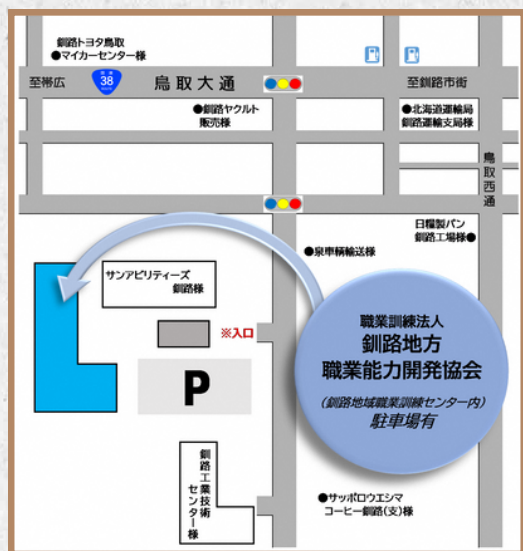 釧路トヨタ鳥取
●マイカーセンター様
至帯広
国道
38
鳥取大通
至釧路市街
●釧路ヤクルト
販売様
●北海道運輸局
釧路運輸支局様
鳥取西通
日糧製パン
釧路工場様●
●泉車輌輸送様
サンアビリティーズ
釧路様
※入口
P
職業訓練法人
釧路地方
職業能力開発協会
(釧路地域職業訓練センター内)
駐車場有
釧路工業技術
センター様
●サッポロウエシマ
コーヒー釧路(支)様